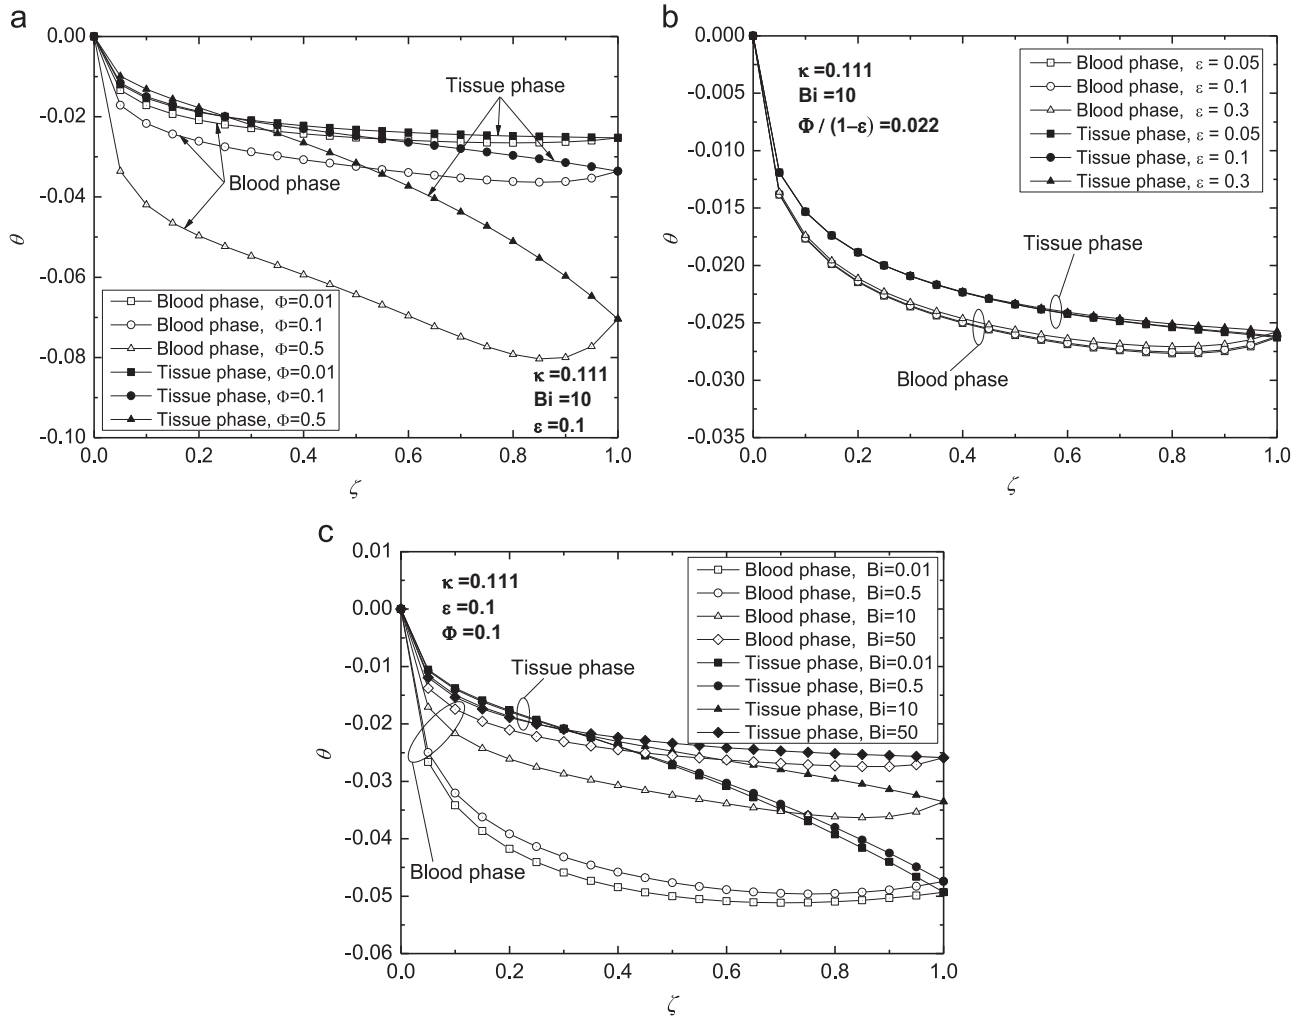 a
0.00
-0.02
-0.04
-0.06
-0.08
-0.10
θ
Tissue phase
Blood phase
Blood phase, Φ=0.01
Blood phase, Φ=0.1
Blood phase, Φ=0.5
Tissue phase, Φ=0.01
Tissue phase, Φ=0.1
Tissue phase, Φ=0.5
κ=0.111
Bi=10
ε=0.1
0.0 0.2 0.4 0.6 0.8 1.0
ζ
b
0.000
-0.005
-0.010
-0.015
-0.020
-0.025
-0.030
-0.035
θ
κ=0.111
Bi=10
Φ / (1–ε) =0.022
Blood phase, ε = 0.05
Blood phase, ε = 0.1
Blood phase, ε = 0.3
Tissue phase, ε = 0.05
Tissue phase, ε = 0.1
Tissue phase, ε = 0.3
Tissue phase
Blood phase
0.0 0.2 0.4 0.6 0.8 1.0
ζ
c
0.01
0.00
-0.01
-0.02
-0.03
-0.04
-0.05
-0.06
θ
κ=0.111
ε=0.1
Φ=0.1
Blood phase, Bi=0.01
Blood phase, Bi=0.5
Blood phase, Bi=10
Blood phase, Bi=50
Tissue phase, Bi=0.01
Tissue phase, Bi=0.5
Tissue phase, Bi=10
Tissue phase, Bi=50
Tissue phase
Blood phase
0.0 0.2 0.4 0.6 0.8 1.0
ζ